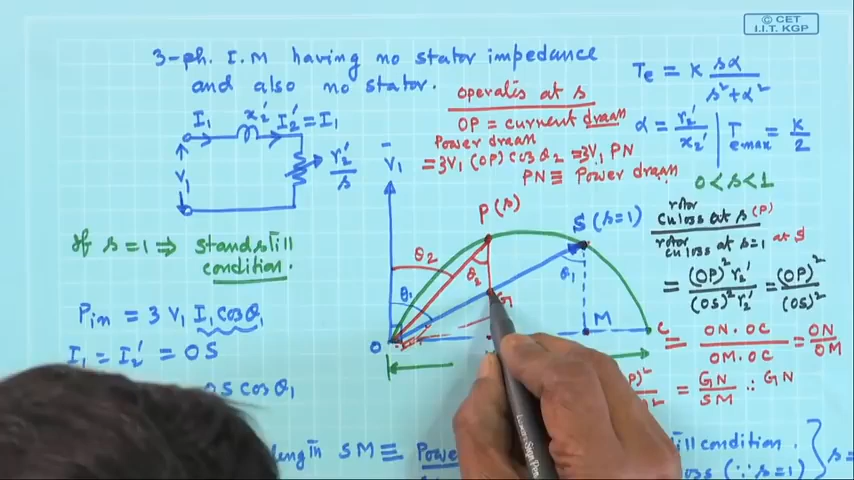 © CET
I.I.T. KGP
3-ph. I.M having no stator impedance
and also no stator.
operates at s
OP = current drawn
Power drawn
= 3V₁ (OP) cos θ₂ = 3V₁ PN
PN ≡ Power drawn
Te = K sα / s² + α²
α = r₂' / x₂' | Temax = K/2
0 < s < 1
I₁ x₂' I₂' = I₁
V₁
r₂'/s
If s = 1 ⇒ standstill
condition.
Pin = 3 V₁ I₁ cos θ₁
I₁ = I₂' = OS
OS cos θ₁
V₁
P(s)
S (s=1)
θ₂
θ₁
θ₂
θ₁
G
O
M
C
rotor cu loss at s (P) / rotor cu loss at s=1 at S
= (OP)² r₂' / (OS)² r₂' = (OP)² / (OS)²
= ON · OC / OM · OC = ON / OM
= GN / SM ∴ GN
length SM ≡ Power
still condition.
loss (∵ s=1) } s =